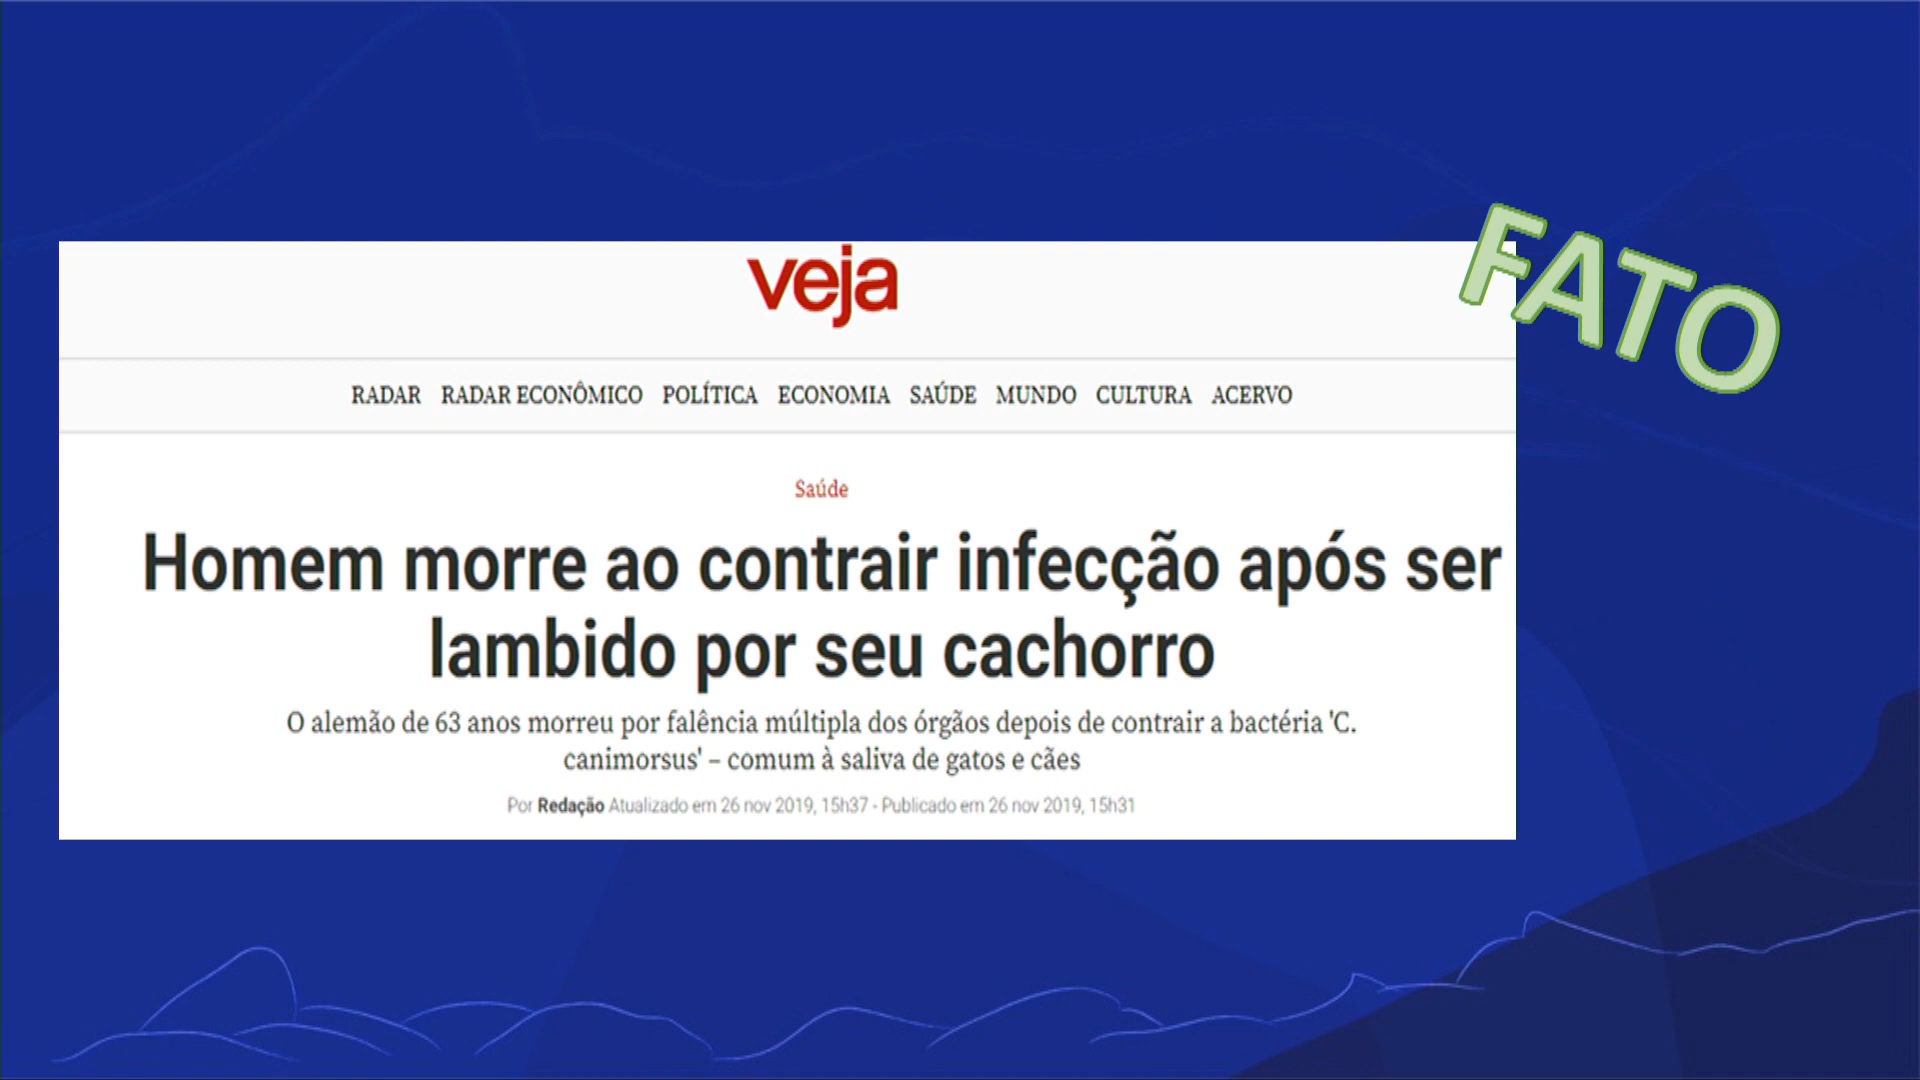 veja
FATO
RADAR RADAR ECONÔMICO POLÍTICA ECONOMIA SAÚDE MUNDO CULTURA ACERVO
Saúde
Homem morre ao contrair infecção após ser
lambido por seu cachorro
O alemão de 63 anos morreu por falência múltipla dos órgãos depois de contrair a bactéria 'C.
canimorsus' – comum à saliva de gatos e cães
Por Redação Atualizado em 26 nov 2019, 15h37 - Publicado em 26 nov 2019, 15h31